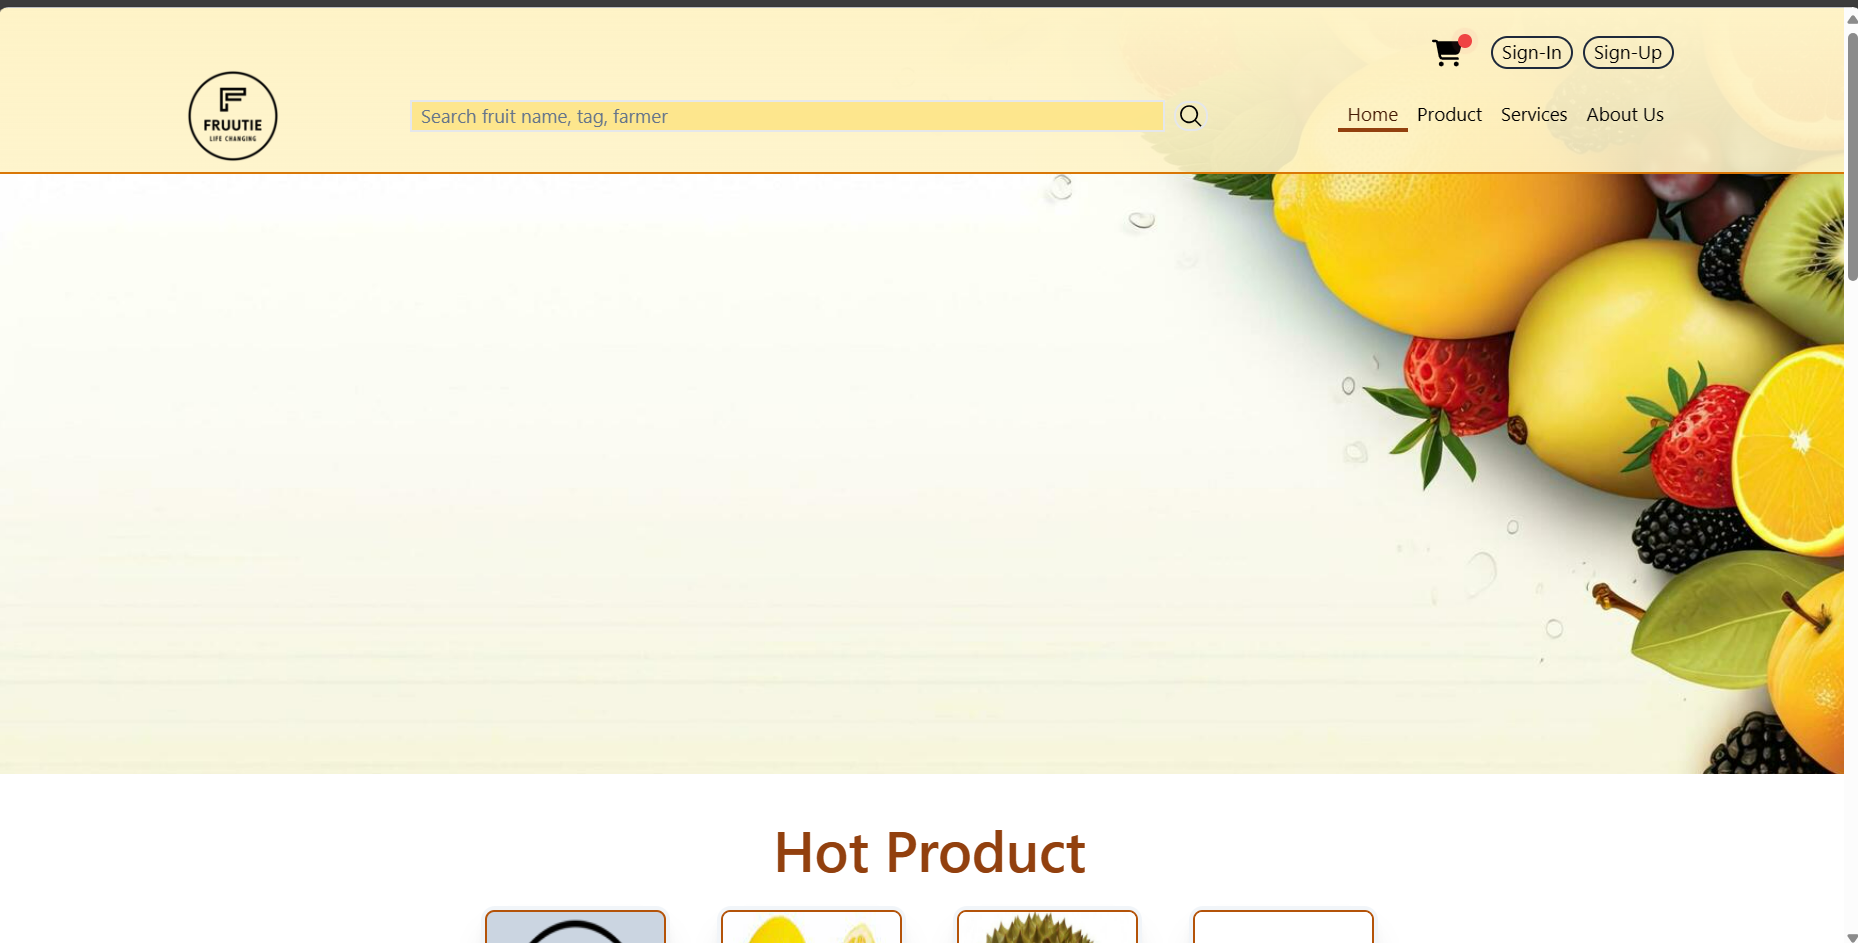 Sign-In
Sign-Up
FRUUTIE
LIFE CHANGING
Search fruit name, tag, farmer
Home
Product
Services
About Us
Hot Product